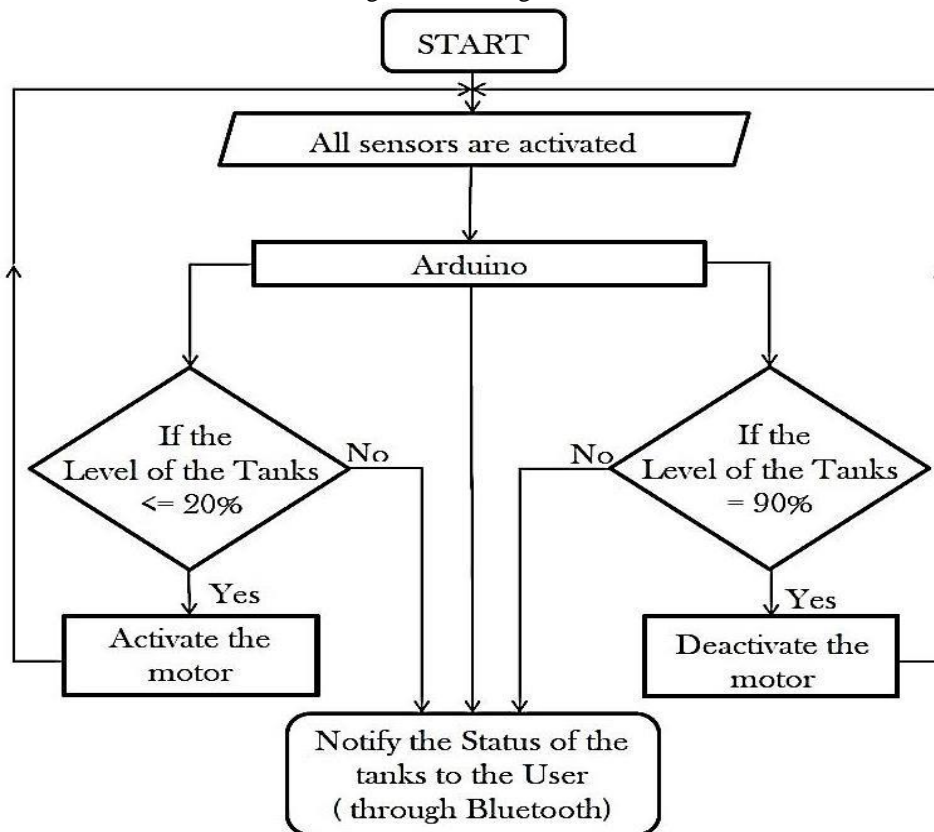 START
All sensors are activated
Arduino
If the
Level of the Tanks
<= 20%
No
Yes
Activate the
motor
If the
Level of the Tanks
= 90%
No
Yes
Deactivate the
motor
Notify the Status of the
tanks to the User
( through Bluetooth)